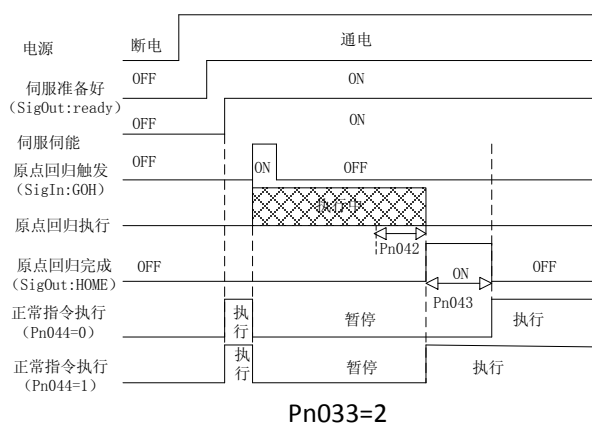 电源 断电 通电
OFF ON
伺服准备好
(SigOut:ready)
OFF ON
伺服伺能
原点回归触发 OFF ON OFF
(SigIn:GOH)
执行中
原点回归执行
Pn042
原点回归完成 OFF ON OFF
(SigOut:HOME)
Pn043
正常指令执行 执行 暂停 执行
(Pn044=0)
正常指令执行 执行 暂停 执行
(Pn044=1)
Pn033=2